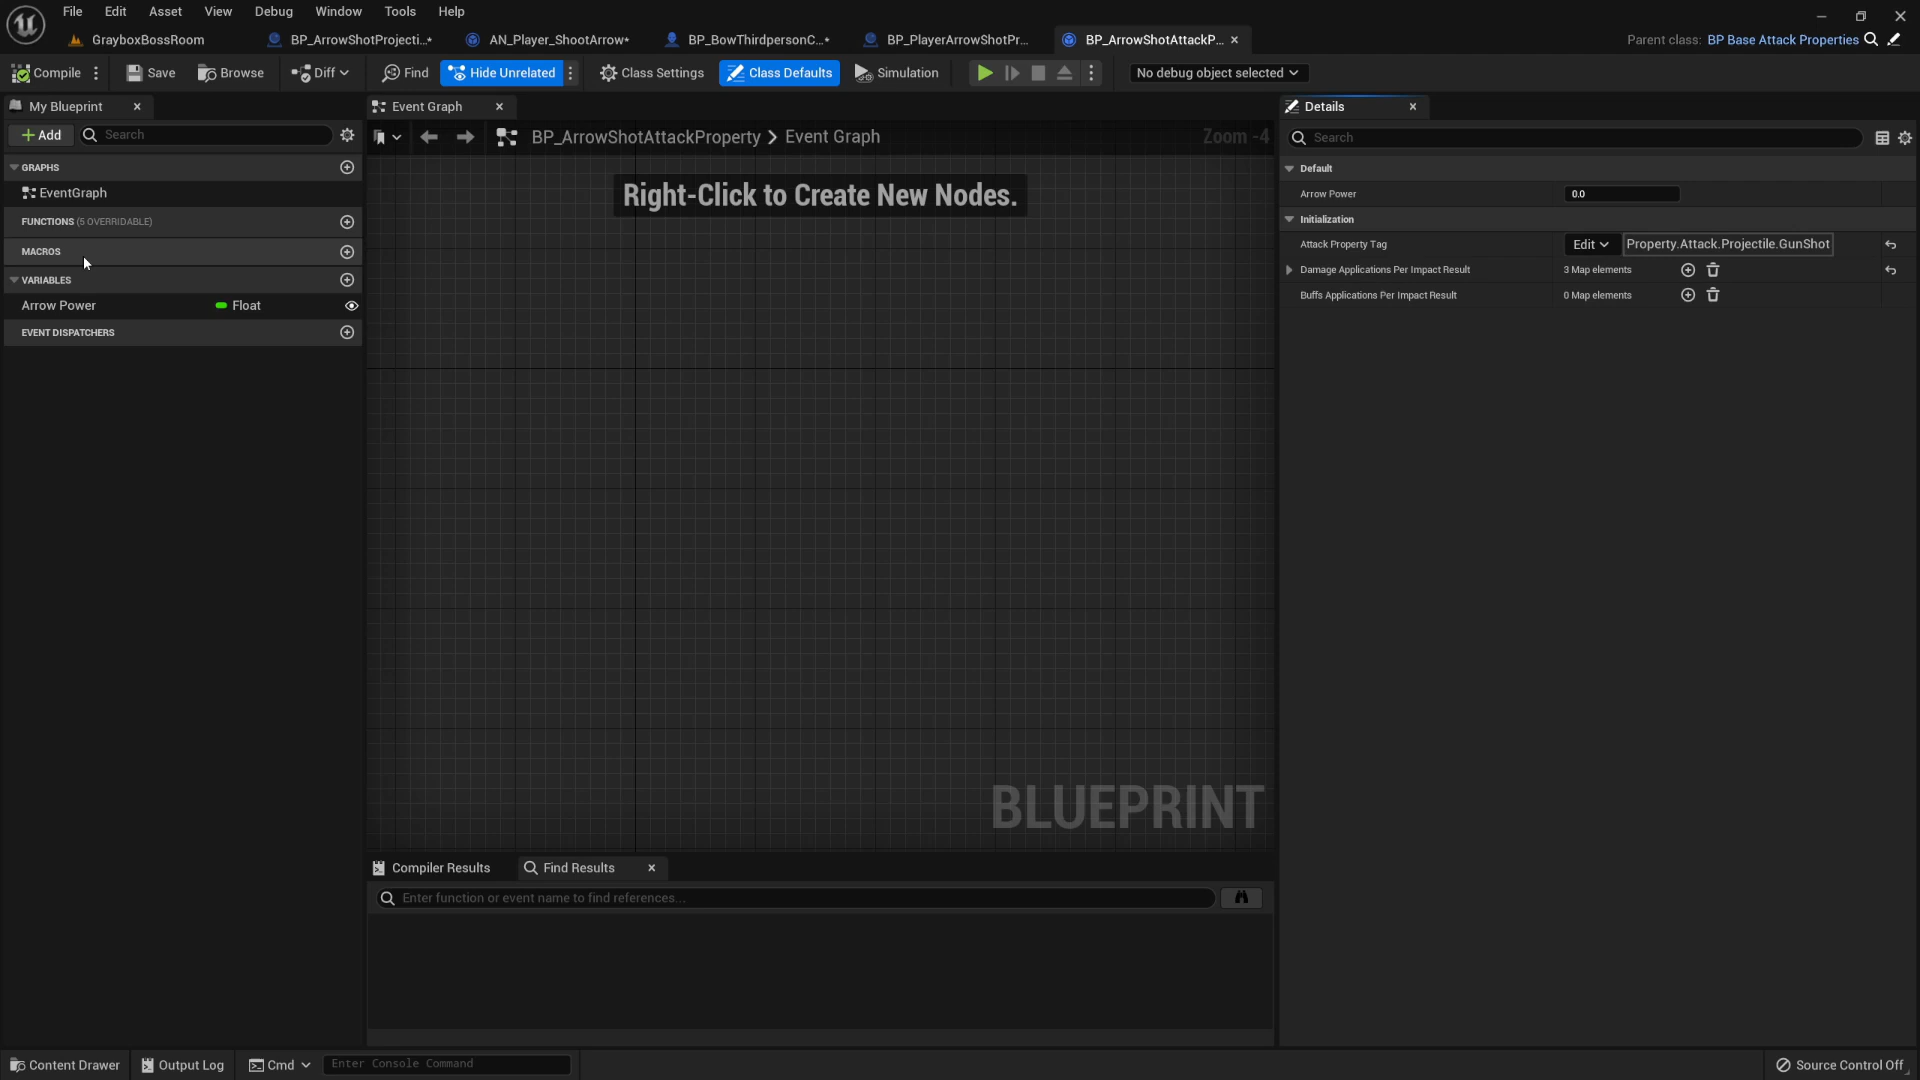 File Edit Asset View Debug Window Tools Help
GrayboxBossRoom BP_ArrowShotProjecti...* AN_Player_ShootArrow* BP_BowThirdpersonC...* BP_PlayerArrowShotPr... BP_ArrowShotAttackP... Parent class: BP Base Attack Properties
Compile Save Browse Diff Find Hide Unrelated Class Settings Class Defaults Simulation No debug object selected
My Blueprint Event Graph Details
+ Add Search
BP_ArrowShotAttackProperty > Event Graph Zoom -4
Search
GRAPHS
EventGraph
FUNCTIONS (5 OVERRIDABLE)
MACROS
VARIABLES
Arrow Power Float
EVENT DISPATCHERS
Right-Click to Create New Nodes.
BLUEPRINT
Default
Arrow Power 0.0
Initialization
Attack Property Tag Edit Property.Attack.Projectile.GunShot
Damage Applications Per Impact Result 3 Map elements
Buffs Applications Per Impact Result 0 Map elements
Compiler Results Find Results
Enter function or event name to find references...
Content Drawer Output Log Cmd Enter Console Command Source Control Off